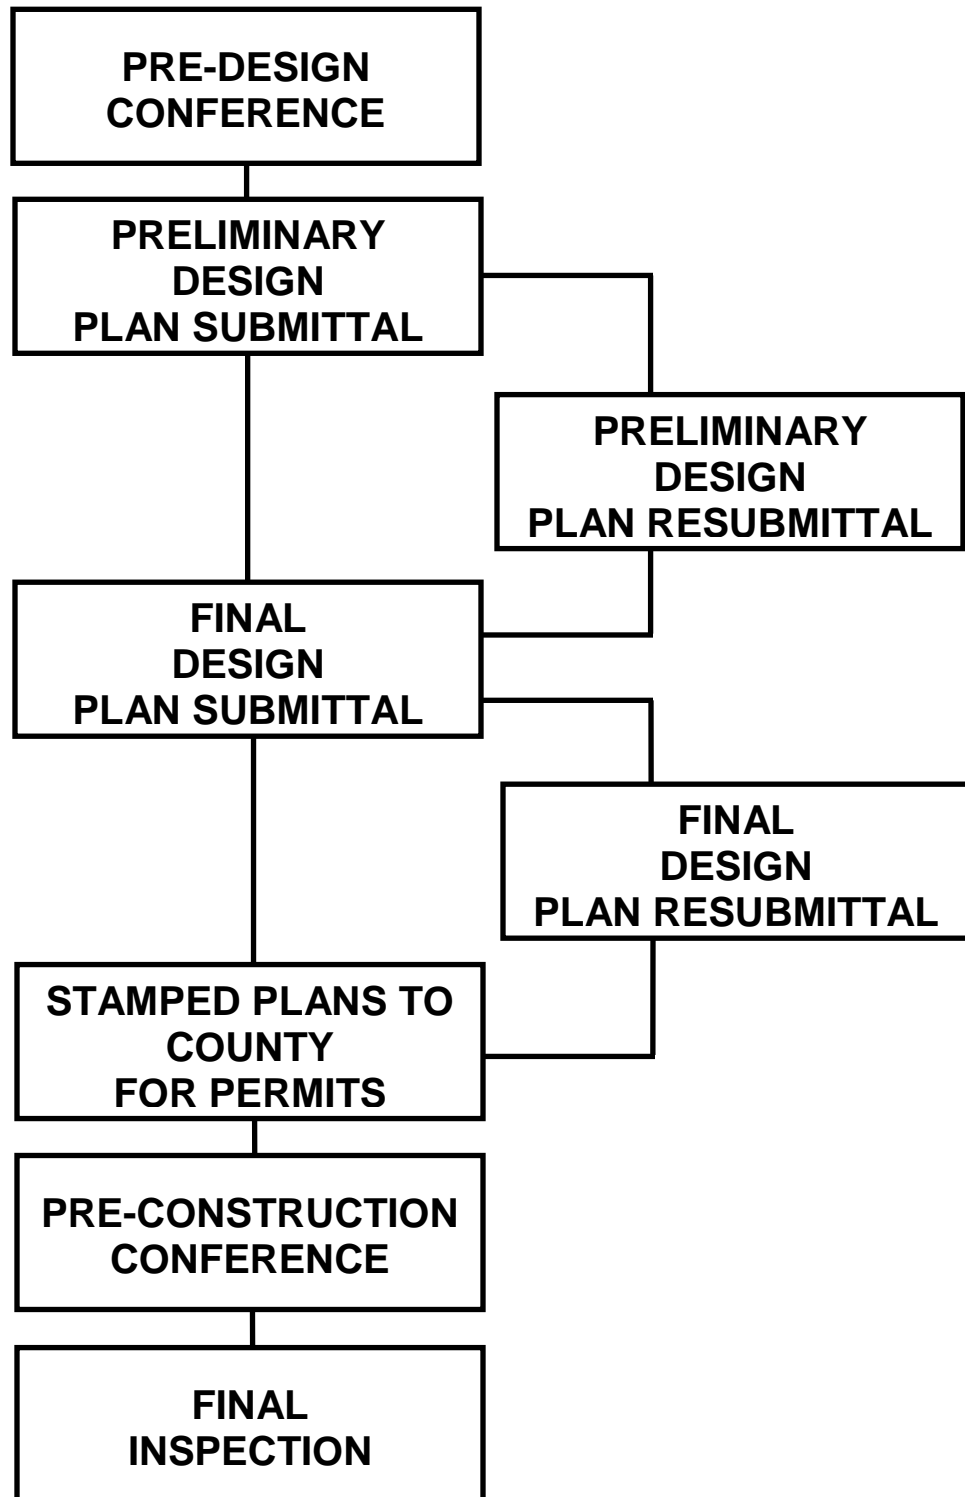 PRE-DESIGN
CONFERENCE
PRELIMINARY
DESIGN
PLAN SUBMITTAL
PRELIMINARY
DESIGN
PLAN RESUBMITTAL
FINAL
DESIGN
PLAN SUBMITTAL
FINAL
DESIGN
PLAN RESUBMITTAL
STAMPED PLANS TO
COUNTY
FOR PERMITS
PRE-CONSTRUCTION
CONFERENCE
FINAL
INSPECTION